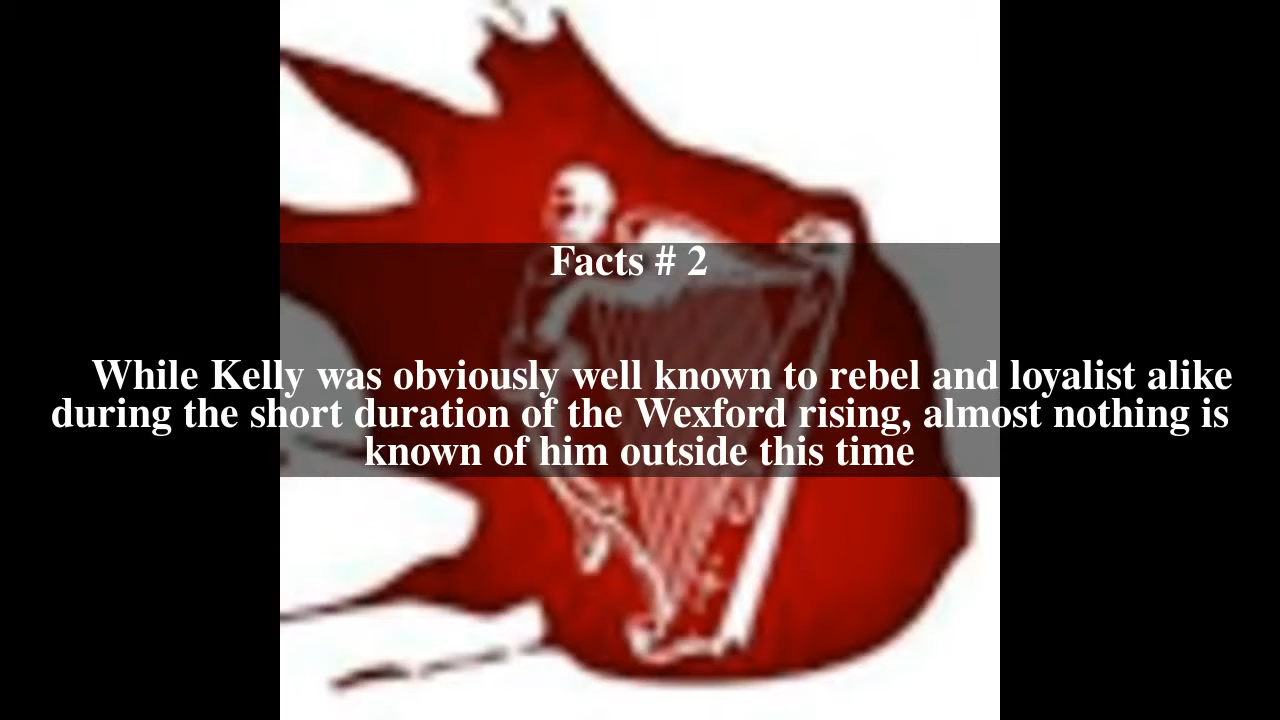 Facts # 2
While Kelly was obviously well known to rebel and loyalist alike
during the short duration of the Wexford rising, almost nothing is
known of him outside this time